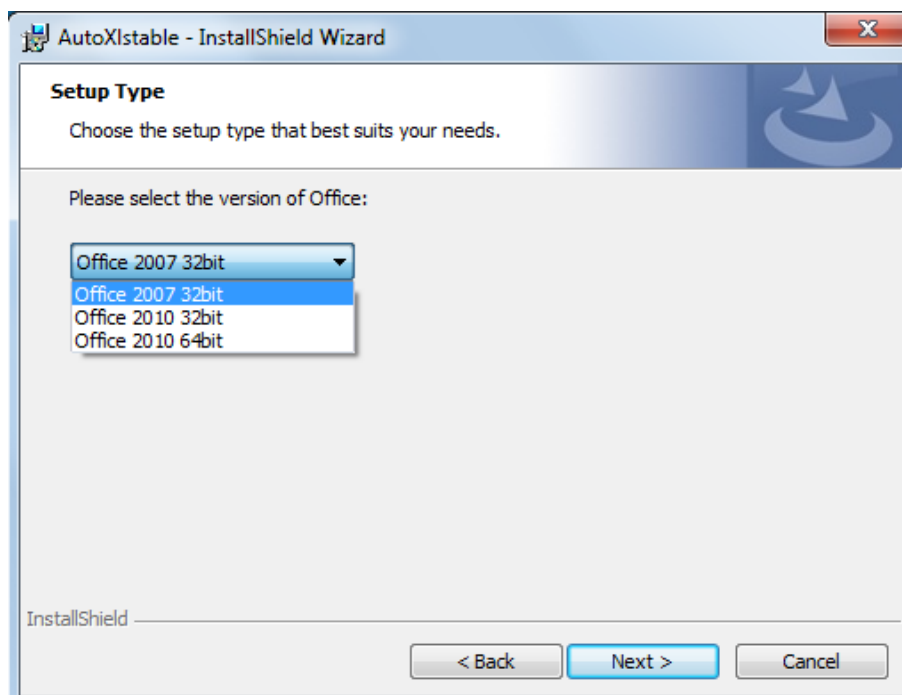 AutoXlstable - InstallShield Wizard
Setup Type
Choose the setup type that best suits your needs.
Please select the version of Office:
Office 2007 32bit
Office 2007 32bit
Office 2010 32bit
Office 2010 64bit
InstallShield
< Back
Next >
Cancel